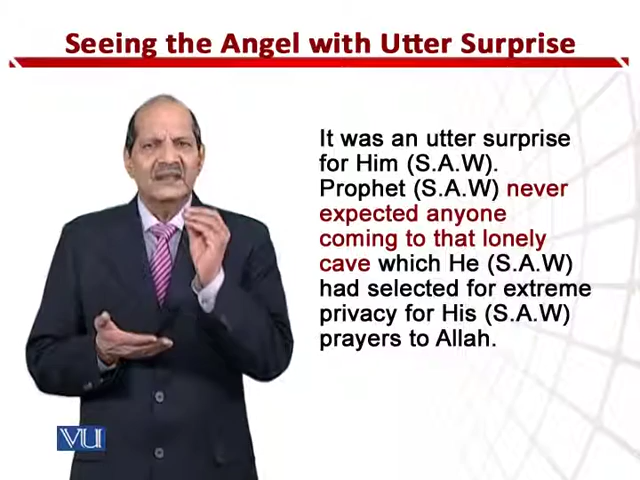 Seeing the Angel with Utter Surprise
It was an utter surprise
for Him (S.A.W).
Prophet (S.A.W) never
expected anyone
coming to that lonely
cave which He (S.A.W)
had selected for extreme
privacy for His (S.A.W)
prayers to Allah.
VU